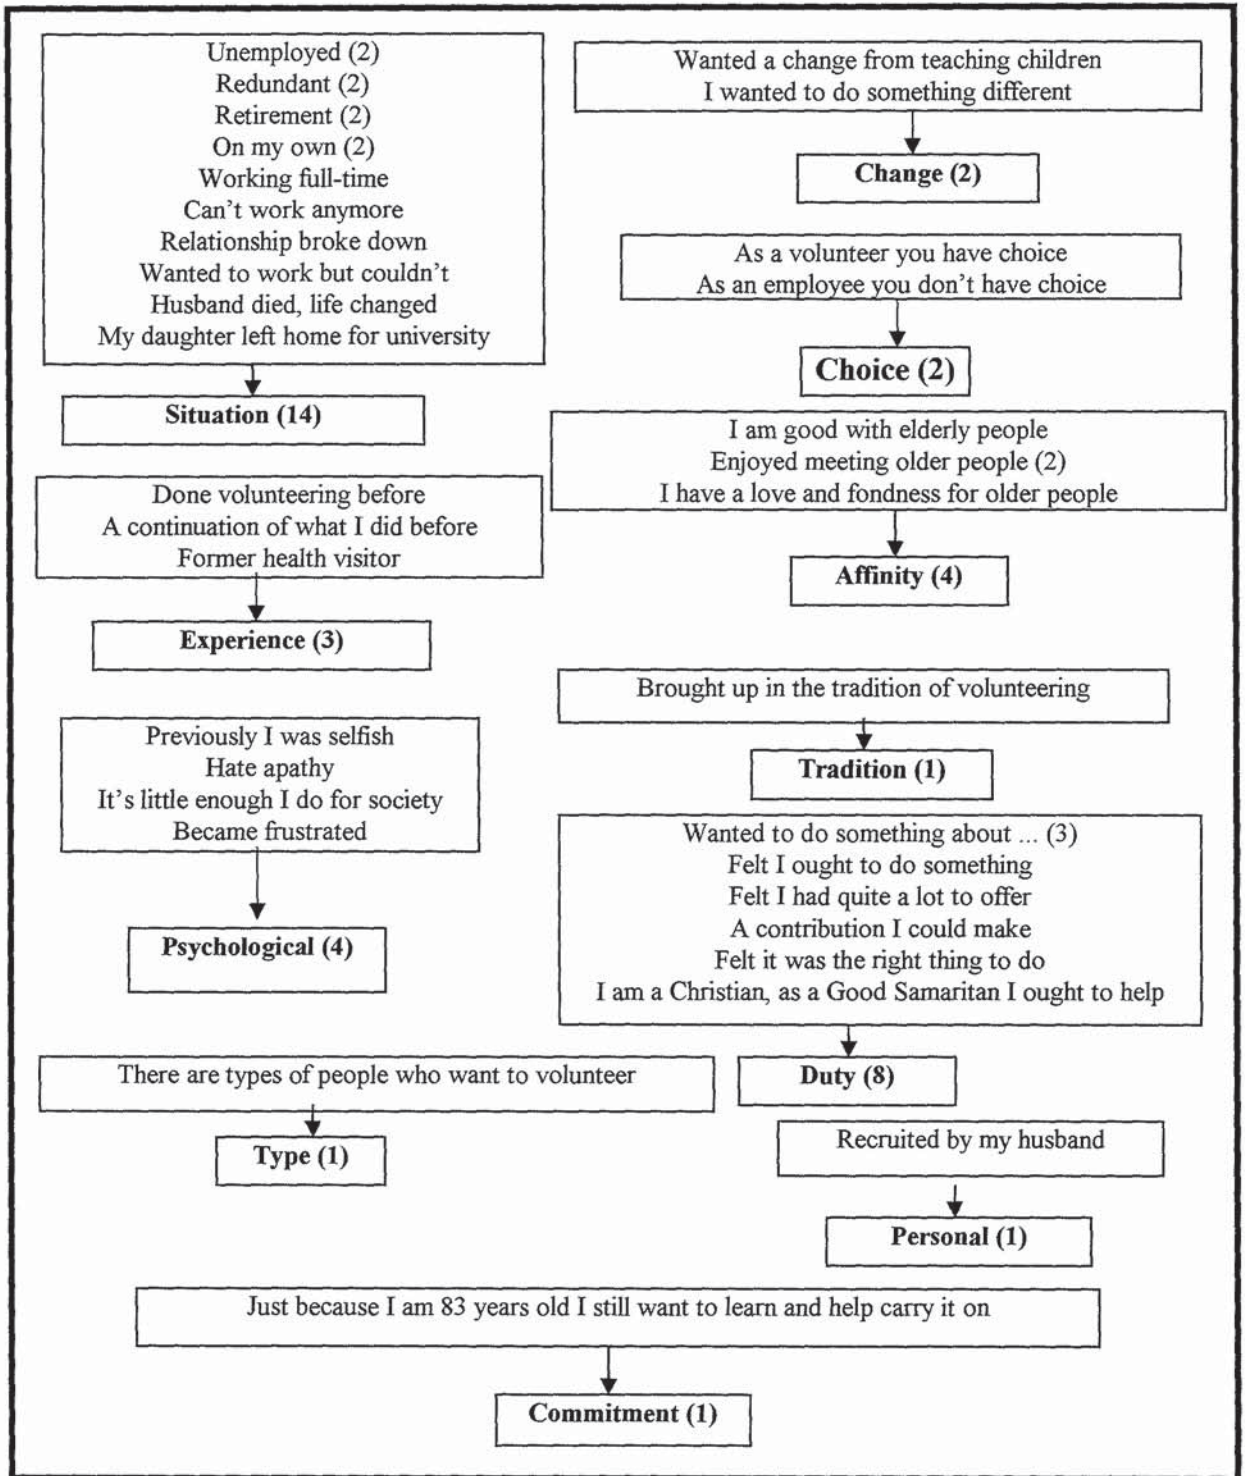 Unemployed (2)
Redundant (2)
Retirement (2)
On my own (2)
Working full-time
Can't work anymore
Relationship broke down
Wanted to work but couldn't
Husband died, life changed
My daughter left home for university
Situation (14)
Wanted a change from teaching children
I wanted to do something different
Change (2)
As a volunteer you have choice
As an employee you don't have choice
Choice (2)
I am good with elderly people
Enjoyed meeting older people (2)
I have a love and fondness for older people
Affinity (4)
Done volunteering before
A continuation of what I did before
Former health visitor
Experience (3)
Brought up in the tradition of volunteering
Tradition (1)
Previously I was selfish
Hate apathy
It's little enough I do for society
Became frustrated
Psychological (4)
Wanted to do something about ... (3)
Felt I ought to do something
Felt I had quite a lot to offer
A contribution I could make
Felt it was the right thing to do
I am a Christian, as a Good Samaritan I ought to help
Duty (8)
There are types of people who want to volunteer
Type (1)
Recruited by my husband
Personal (1)
Just because I am 83 years old I still want to learn and help carry it on
Commitment (1)